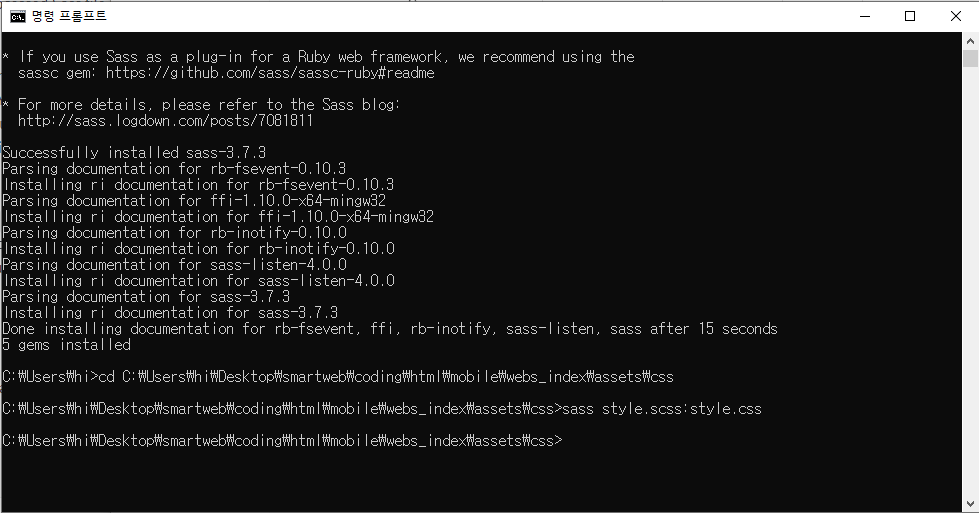 명령 프롬프트
* If you use Sass as a plug-in for a Ruby web framework, we recommend using the
sassc gem: https://github.com/sass/sassc-ruby#readme
* For more details, please refer to the Sass blog:
http://sass.logdown.com/posts/7081811
Successfully installed sass-3.7.3
Parsing documentation for rb-fsevent-0.10.3
Installing ri documentation for rb-fsevent-0.10.3
Parsing documentation for ffi-1.10.0-x64-mingw32
Installing ri documentation for ffi-1.10.0-x64-mingw32
Parsing documentation for rb-inotify-0.10.0
Installing ri documentation for rb-inotify-0.10.0
Parsing documentation for sass-listen-4.0.0
Installing ri documentation for sass-listen-4.0.0
Parsing documentation for sass-3.7.3
Installing ri documentation for sass-3.7.3
Done installing documentation for rb-fsevent, ffi, rb-inotify, sass-listen, sass after 15 seconds
5 gems installed
C:₩Users₩hi>cd C:₩Users₩hi₩Desktop₩smartweb₩coding₩html₩mobile₩webs_index₩assets₩css
C:₩Users₩hi₩Desktop₩smartweb₩coding₩html₩mobile₩webs_index₩assets₩css>sass style.scss:style.css
C:₩Users₩hi₩Desktop₩smartweb₩coding₩html₩mobile₩webs_index₩assets₩css>